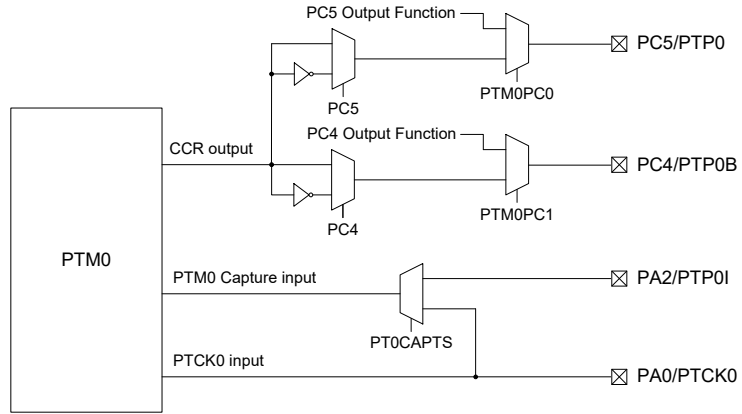 PC5 Output Function
PC5/PTP0
PTM0PC0
PC5
PC4 Output Function
CCR output
PC4/PTP0B
PTM0PC1
PC4
PTM0
PTM0 Capture input
PA2/PTP0I
PT0CAPTS
PTCK0 input
PA0/PTCK0